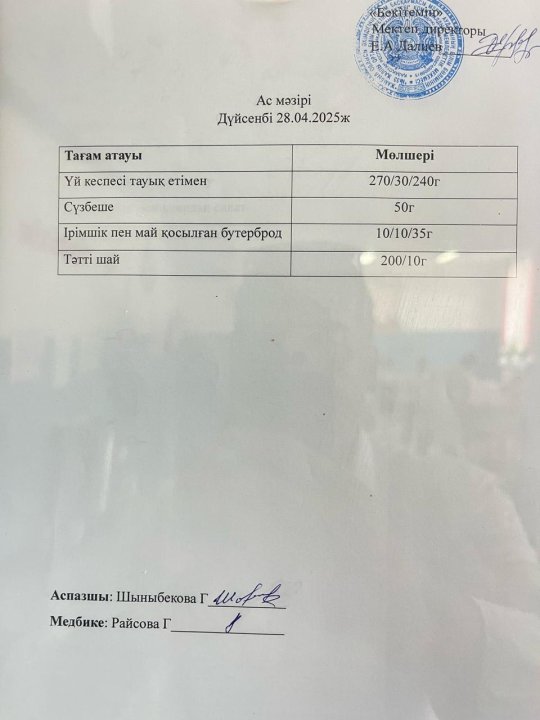 «Бекітемін»
Мектеп директоры
Е.А.Далиев
Ас мәзірі
Дүйсенбі 28.04.2025ж
Тағам атауы Мөлшері
Үй кеспесі тауық етімен 270/30/240г
Сүзбеше 50г
Ірімшік пен май қосылған бутерброд 10/10/35г
Тәтті шай 200/10г
Аспазшы: Шыныбекова Г
Медбике: Райсова Г